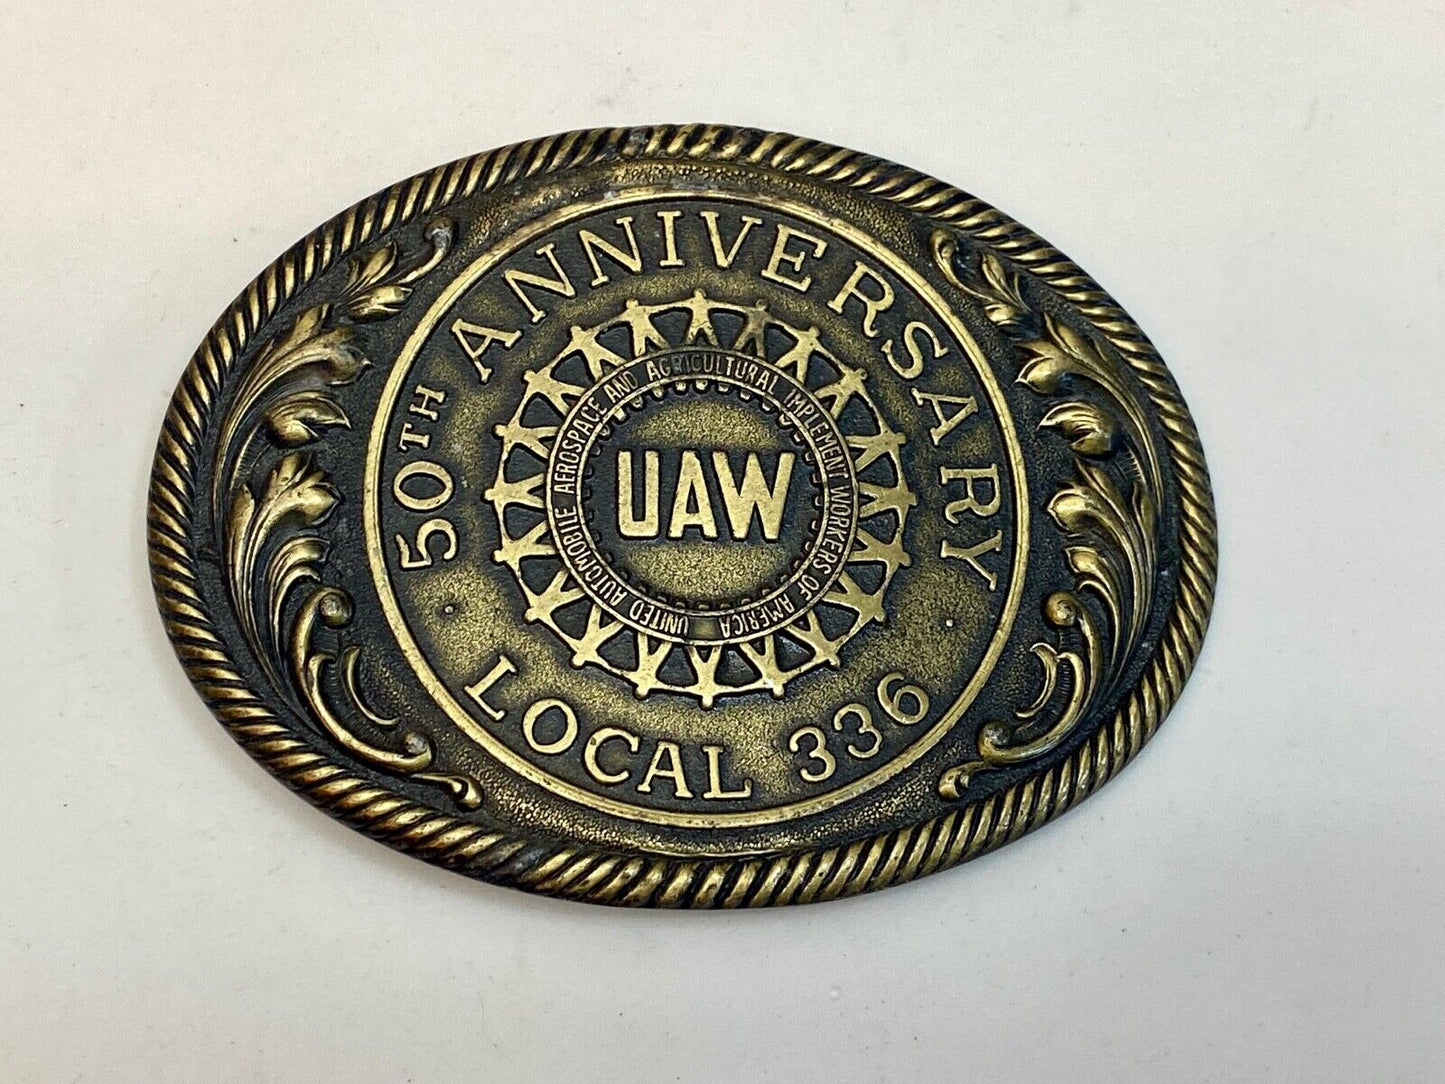 50TH ANNIVERSARY
UNITED AUTOMOBILE AEROSPACE AND AGRICULTURAL IMPLEMENT WORKERS OF AMERICA
UAW
LOCAL 336